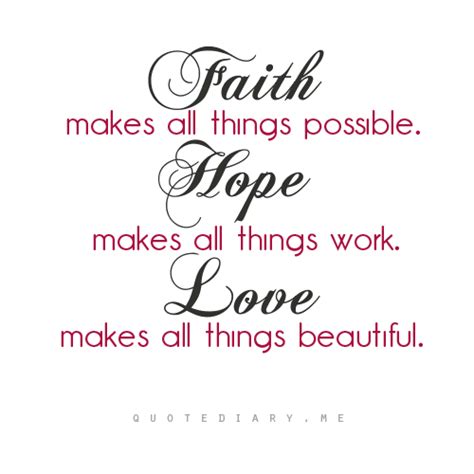 Faith
makes all things possible.
Hope
makes all things work.
Love
makes all things beautiful.
QUOTEDIARY.ME